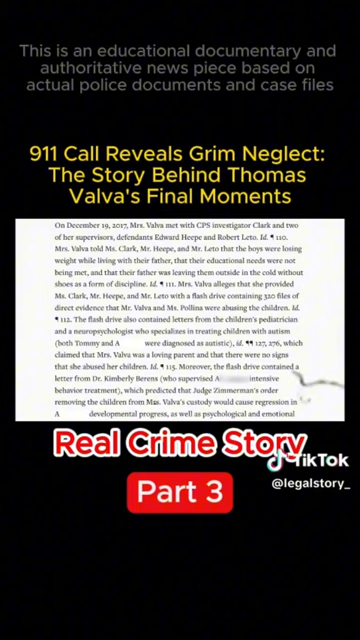 This is an educational documentary and
authoritative news piece based on
actual police documents and case files
911 Call Reveals Grim Neglect:
The Story Behind Thomas
Valva's Final Moments
On December 19, 2017, Mrs. Valva met with CPS investigator Clark and two
of her supervisors, defendants Edward Heepe and Robert Leto. Id. ¶ 110.
Mrs. Valva told Ms. Clark, Mr. Heepe, and Mr. Leto that the boys were losing
weight while living with their father, that their educational needs were not
being met, and that their father was leaving them outside in the cold without
shoes as a form of discipline. Id. ¶ 111. Mrs. Valva alleges that she provided
Ms. Clark, Mr. Heepe, and Mr. Leto with a flash drive containing 320 files of
direct evidence that Mr. Valva and Ms. Pollina were abusing the children. Id.
¶ 112. The flash drive also contained letters from the children's pediatrician
and a neuropsychologist who specializes in treating children with autism
(both Tommy and A were diagnosed as autistic), id. ¶¶ 127, 276, which
claimed that Mrs. Valva was a loving parent and that there were no signs
that she abused her children. Id. ¶ 113. Moreover, the flash drive contained a
letter from Dr. Kimberly Berens (who supervised A intensive
behavior treatment), which predicted that Judge Zimmerman's order
removing the children from Mrs. Valva's custody would cause regression in
A developmental progress, as well as psychological and emotional
Real Crime Story
TikTok
Part 3
@legalstory_